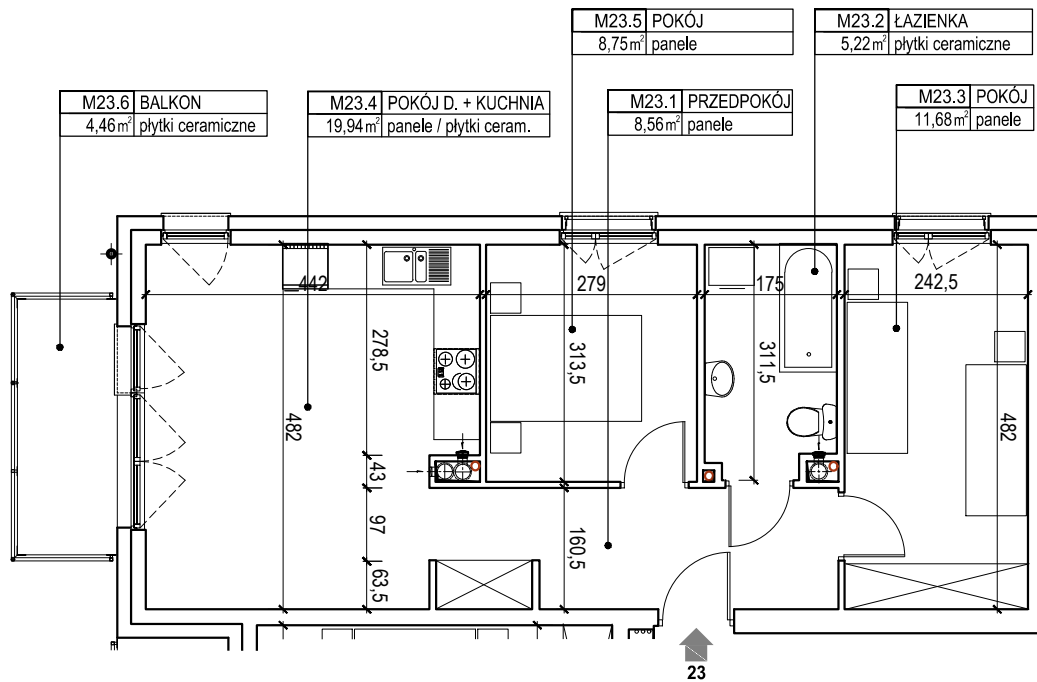 M23.5 POKÓJ
8,75m² panele
M23.2 ŁAZIENKA
5,22m² płytki ceramiczne
M23.6 BALKON
4,46m² płytki ceramiczne
M23.4 POKÓJ D. + KUCHNIA
19,94m² panele / płytki ceram.
M23.1 PRZEDPOKÓJ
8,56m² panele
M23.3 POKÓJ
11,68m² panele
442
279
175
242,5
278,5
313,5
311,5
482
482
43
97
160,5
63,5
23